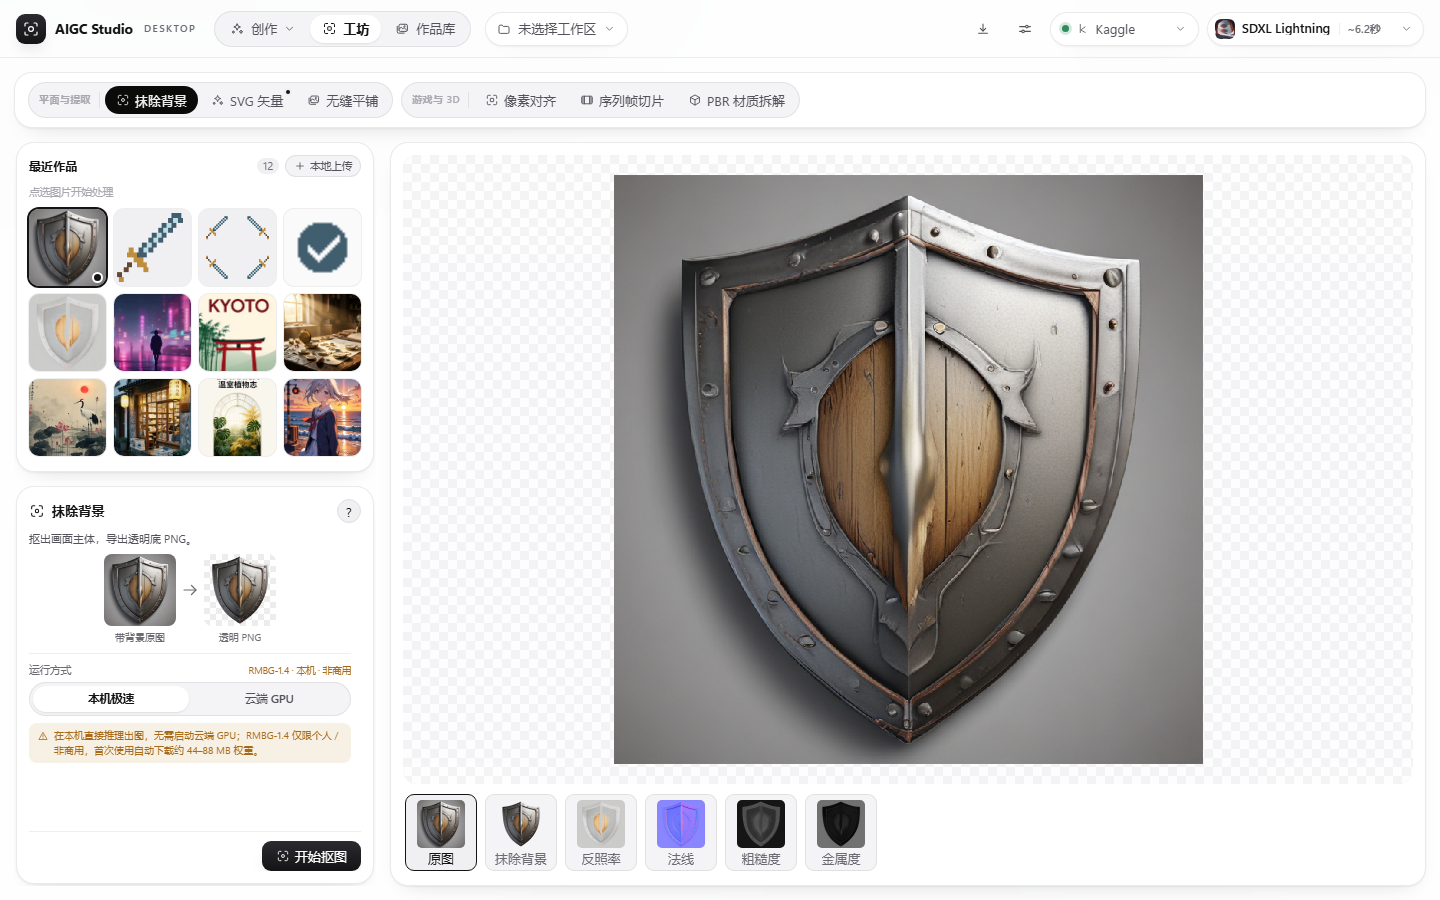 AIGC Studio DESKTOP
创作
工坊
作品库
未选择工作区
k Kaggle
SDXL Lightning ~6.2秒
平面与提取
抹除背景
SVG 矢量
无缝平铺
游戏与 3D
像素对齐
序列帧切片
PBR 材质拆解
最近作品
12
+ 本地上传
点选图片开始处理
KYOTO
温室植物志
抹除背景
?
抠出画面主体，导出透明底 PNG。
带背景原图
透明 PNG
运行方式
RMBG-1.4 · 本机 · 非商用
本机极速
云端 GPU
在本机直接推理出图，无需启动云端 GPU；RMBG-1.4 仅限个人 /
非商用，首次使用自动下载约 44–88 MB 权重。
开始抠图
原图
抹除背景
反照率
法线
粗糙度
金属度